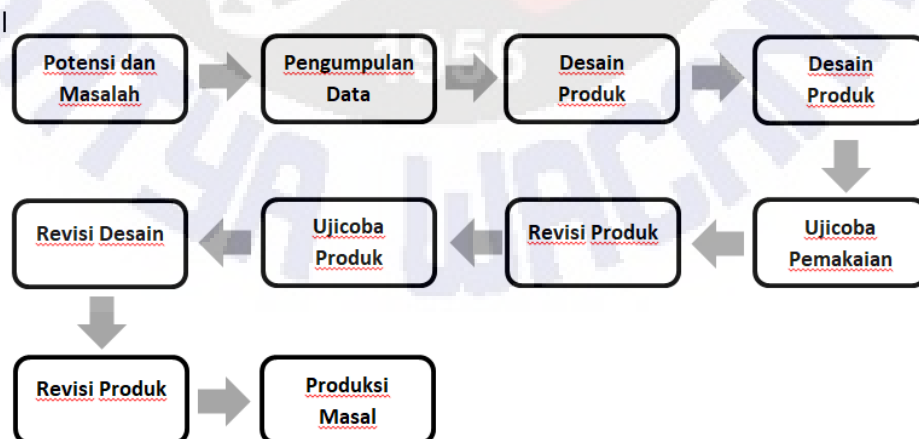 Potensi dan
Masalah
Pengumpulan
Data
1956
Desain
Produk
Desain
Produk
Revisi Desain
Ujicoba
Produk
Revisi Produk
Ujicoba
Pemakaian
Revisi Produk
Produksi
Masal